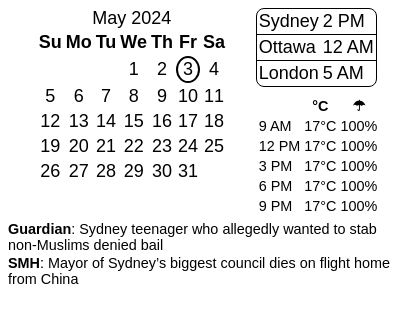 May 2024
Su Mo Tu We Th Fr Sa
1 2 3 4
5 6 7 8 9 10 11
12 13 14 15 16 17 18
19 20 21 22 23 24 25
26 27 28 29 30 31
Sydney 2 PM
Ottawa 12 AM
London 5 AM
°C ☂
9 AM 17°C 100%
12 PM 17°C 100%
3 PM 17°C 100%
6 PM 17°C 100%
9 PM 17°C 100%
Guardian: Sydney teenager who allegedly wanted to stab
non-Muslims denied bail
SMH: Mayor of Sydney’s biggest council dies on flight home
from China